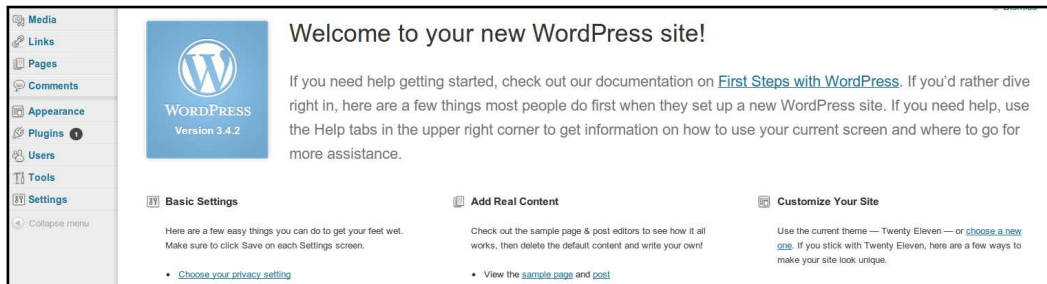 Dismiss
Media
Links
Pages
Comments
Appearance
Plugins 1
Users
Tools
Settings
Collapse menu
WORDPRESS
Version 3.4.2
Welcome to your new WordPress site!
If you need help getting started, check out our documentation on First Steps with WordPress. If you’d rather dive
right in, here are a few things most people do first when they set up a new WordPress site. If you need help, use
the Help tabs in the upper right corner to get information on how to use your current screen and where to go for
more assistance.
Basic Settings
Here are a few easy things you can do to get your feet wet.
Make sure to click Save on each Settings screen.
• Choose your privacy setting
Add Real Content
Check out the sample page & post editors to see how it all
works, then delete the default content and write your own!
• View the sample page and post
Customize Your Site
Use the current theme — Twenty Eleven — or choose a new
one. If you stick with Twenty Eleven, here are a few ways to
make your site look unique.